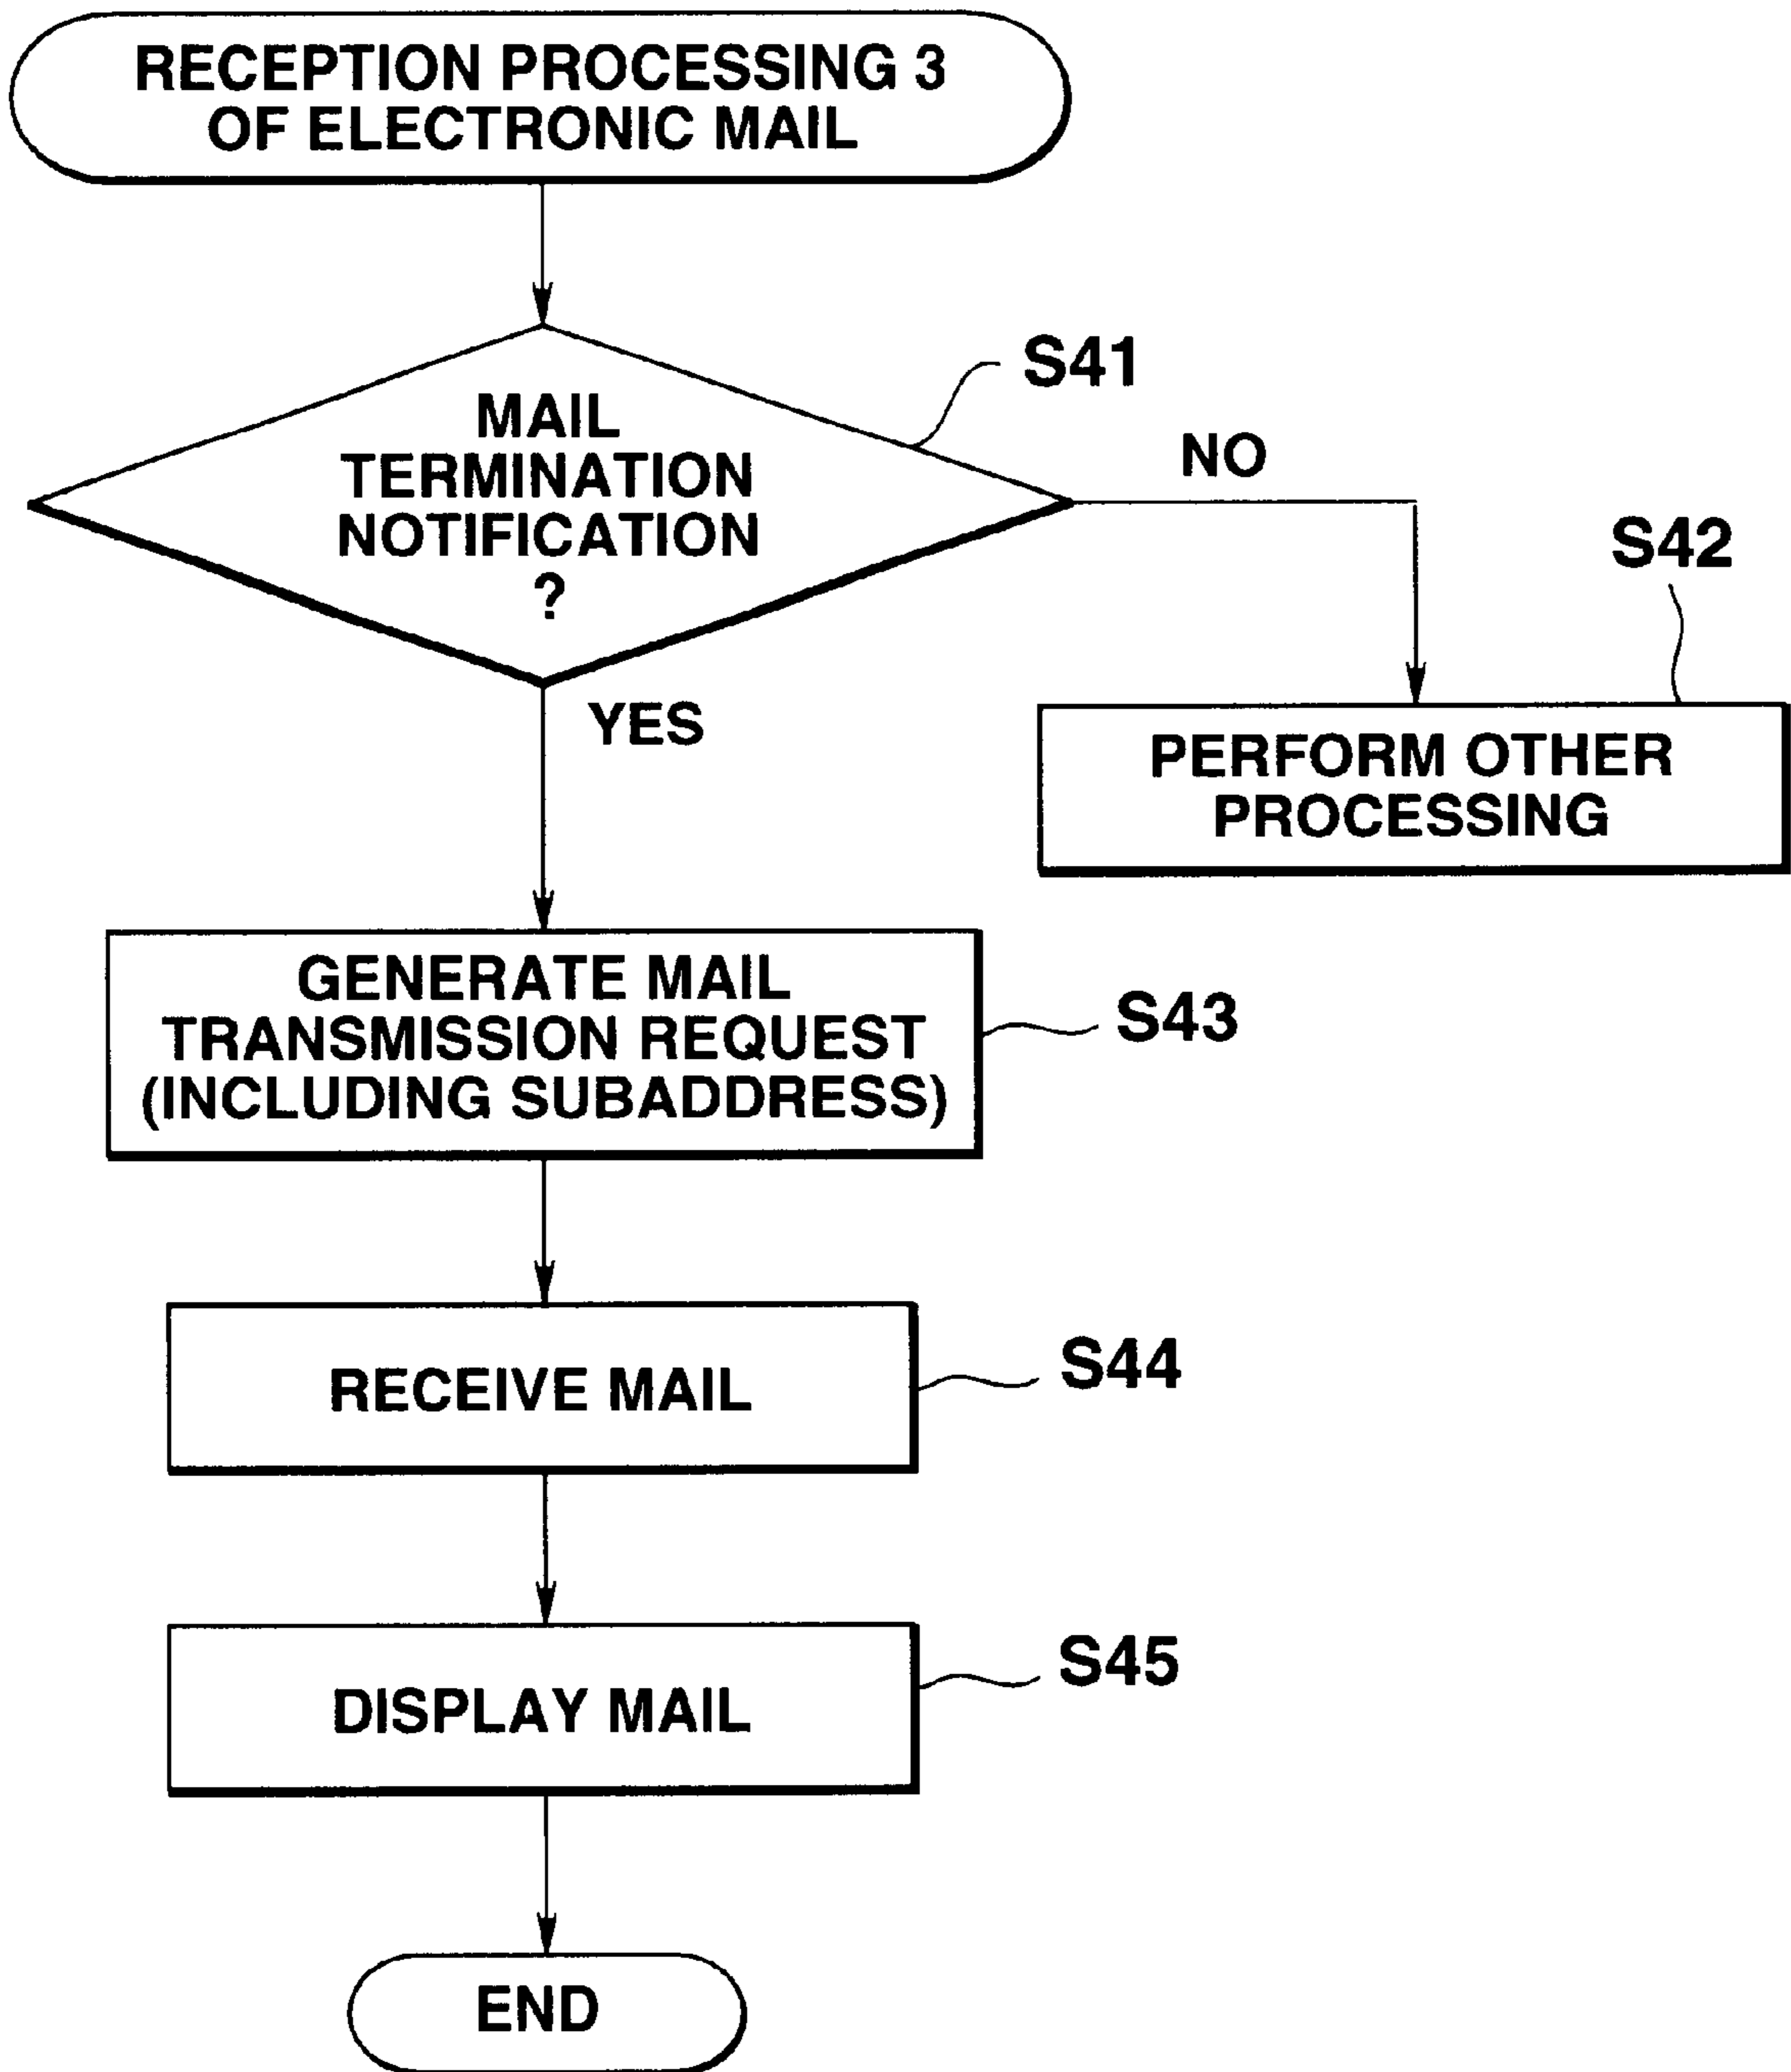 RECEPTION PROCESSING 3
OF ELECTRONIC MAIL
S41
MAIL
TERMINATION
NOTIFICATION
?
NO
S42
YES
PERFORM OTHER
PROCESSING
GENERATE MAIL
TRANSMISSION REQUEST
(INCLUDING SUBADDRESS)
S43
RECEIVE MAIL
S44
DISPLAY MAIL
S45
END